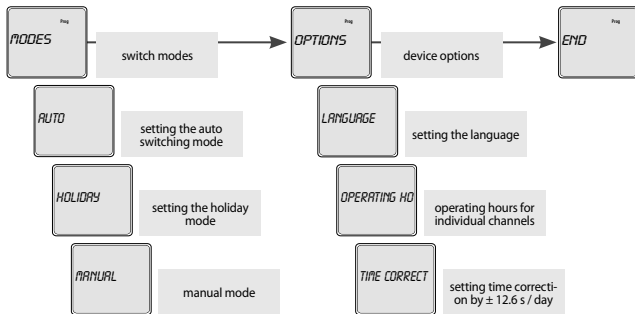 Prog
MODES
switch modes
Prog
OPTIONS
device options
Prog
END
AUTO
setting the auto
switching mode
LANGUAGE
setting the language
HOLIDAY
setting the holiday
mode
OPERATING HO
operating hours for
individual channels
MANUAL
manual mode
TIME CORRECT
setting time correcti-
on by ± 12.6 s / day